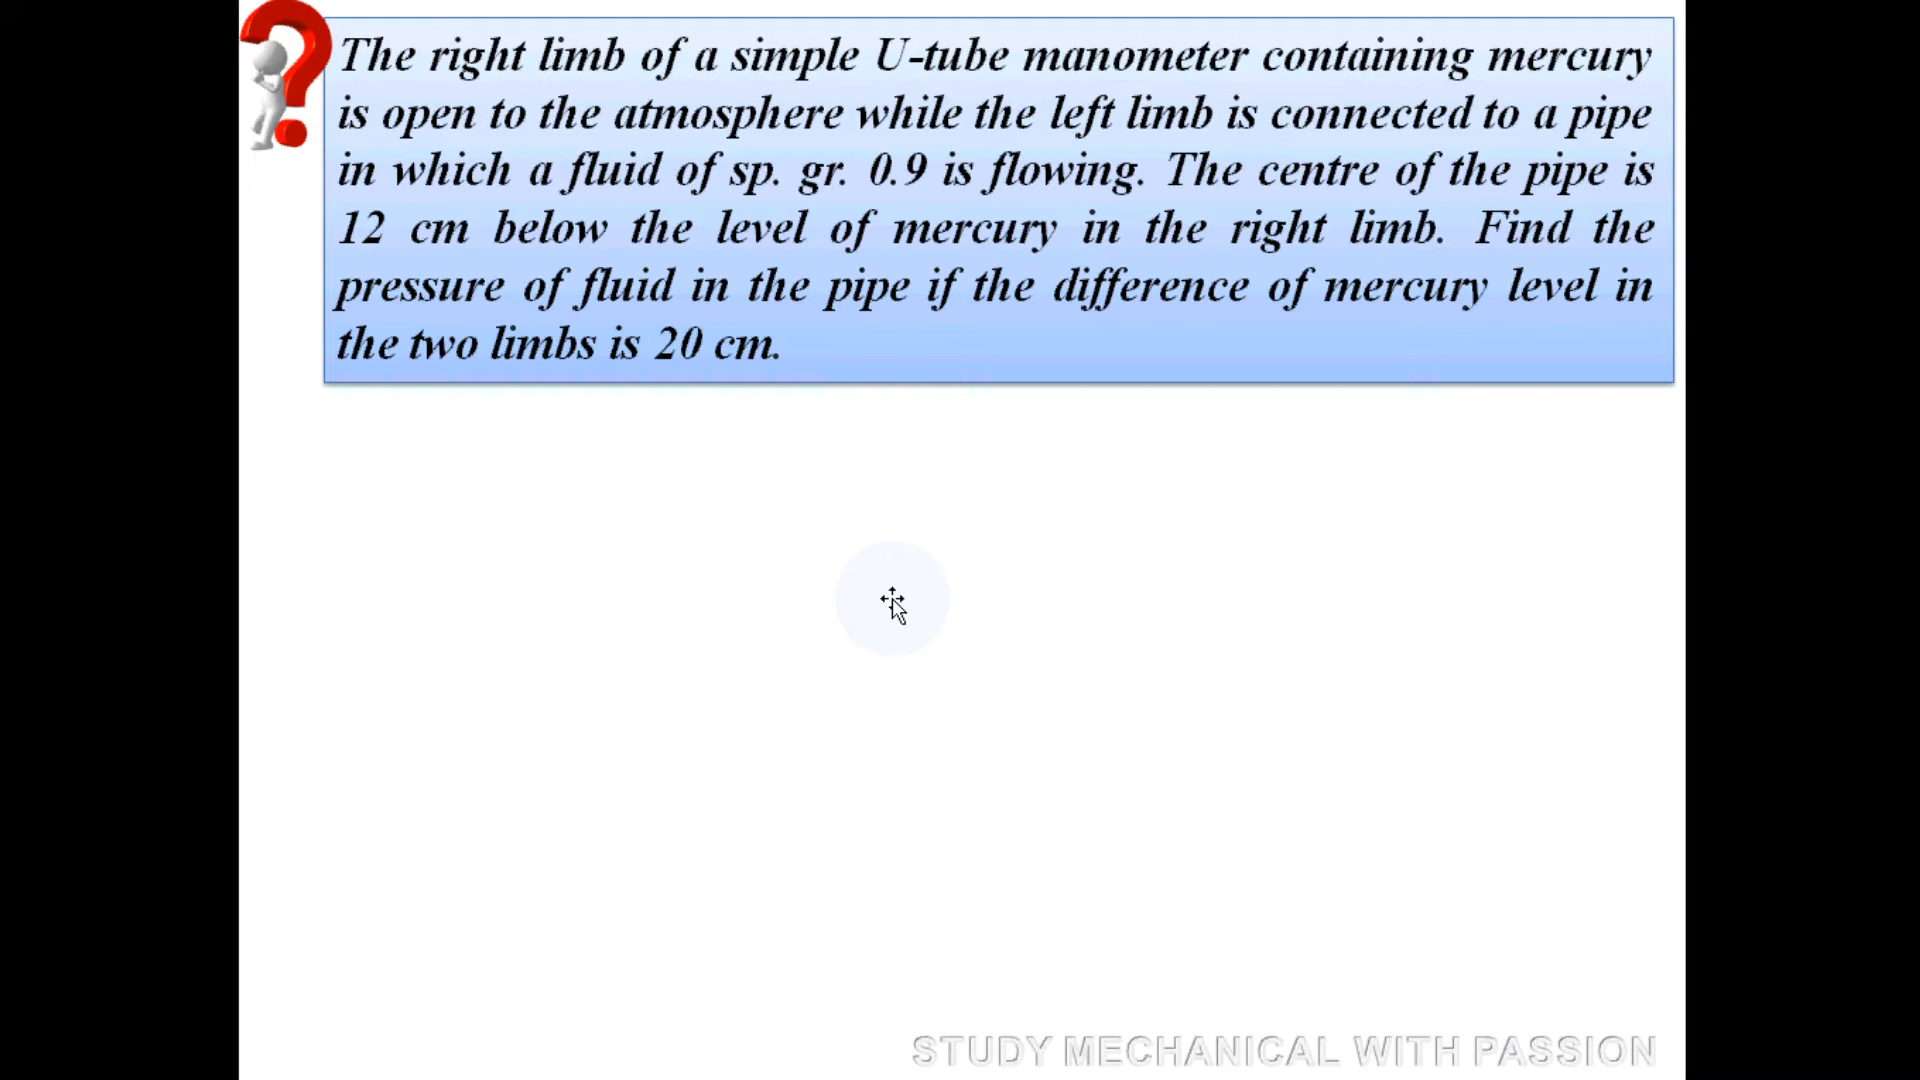 The right limb of a simple U-tube manometer containing mercury
is open to the atmosphere while the left limb is connected to a pipe
in which a fluid of sp. gr. 0.9 is flowing. The centre of the pipe is
12 cm below the level of mercury in the right limb. Find the
pressure of fluid in the pipe if the difference of mercury level in
the two limbs is 20 cm.
STUDY MECHANICAL WITH PASSION